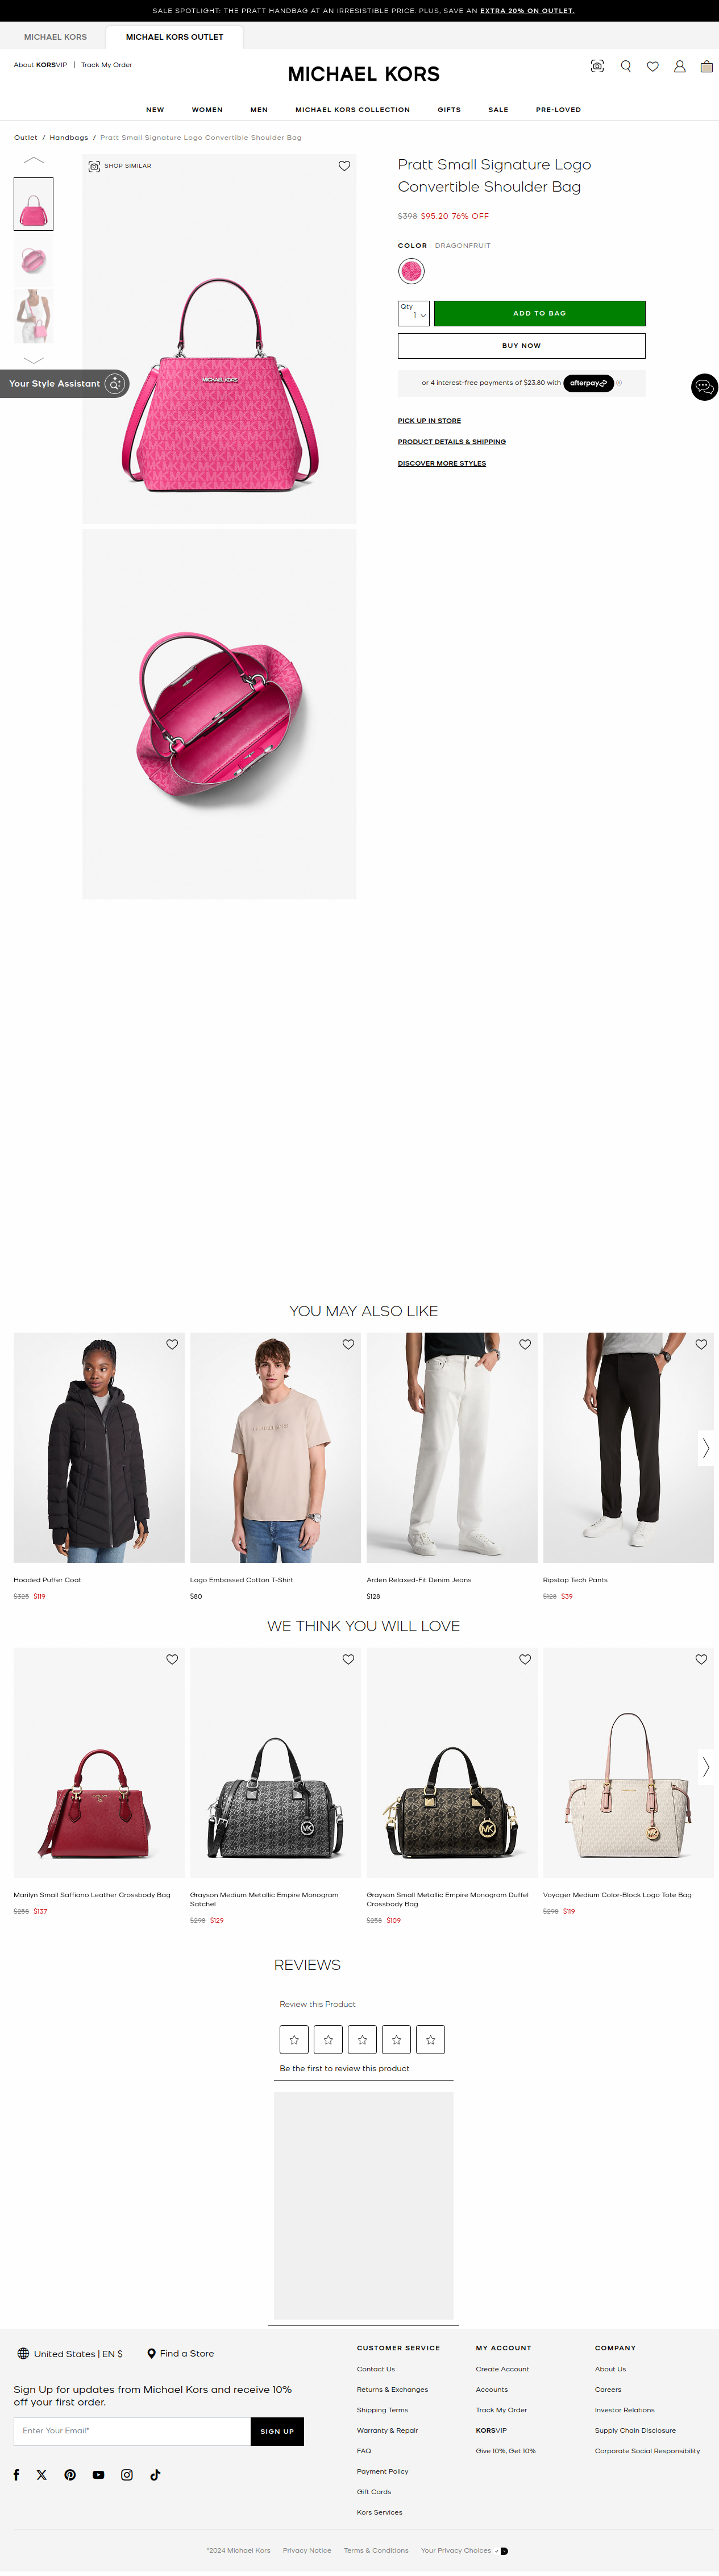 SALE SPOTLIGHT: THE PRATT HANDBAG AT AN IRRESISTIBLE PRICE. PLUS, SAVE AN EXTRA 20% ON OUTLET.
MICHAEL KORS
MICHAEL KORS OUTLET
About KORSVIP | Track My Order
MICHAEL KORS
NEW WOMEN MEN MICHAEL KORS COLLECTION GIFTS SALE PRE-LOVED
Outlet / Handbags / Pratt Small Signature Logo Convertible Shoulder Bag
SHOP SIMILAR
MICHAEL KORS
Your Style Assistant
Pratt Small Signature Logo
Convertible Shoulder Bag
$398 $95.20 76% OFF
COLOR DRAGONFRUIT
Qty
1
ADD TO BAG
BUY NOW
or 4 interest-free payments of $23.80 with afterpay
PICK UP IN STORE
PRODUCT DETAILS & SHIPPING
DISCOVER MORE STYLES
YOU MAY ALSO LIKE
Hooded Puffer Coat
$325 $119
Logo Embossed Cotton T-Shirt
$80
Arden Relaxed-Fit Denim Jeans
$128
Ripstop Tech Pants
$128 $39
WE THINK YOU WILL LOVE
Marilyn Small Saffiano Leather Crossbody Bag
$258 $137
Grayson Medium Metallic Empire Monogram
Satchel
$298 $129
Grayson Small Metallic Empire Monogram Duffel
Crossbody Bag
$258 $109
Voyager Medium Color-Block Logo Tote Bag
$298 $119
REVIEWS
Review this Product
Be the first to review this product
United States | EN $
Find a Store
Sign Up for updates from Michael Kors and receive 10%
off your first order.
Enter Your Email*
SIGN UP
CUSTOMER SERVICE
Contact Us
Returns & Exchanges
Shipping Terms
Warranty & Repair
FAQ
Payment Policy
Gift Cards
Kors Services
MY ACCOUNT
Create Account
Accounts
Track My Order
KORSVIP
Give 10%, Get 10%
COMPANY
About Us
Careers
Investor Relations
Supply Chain Disclosure
Corporate Social Responsibility
©2024 Michael Kors Privacy Notice Terms & Conditions Your Privacy Choices